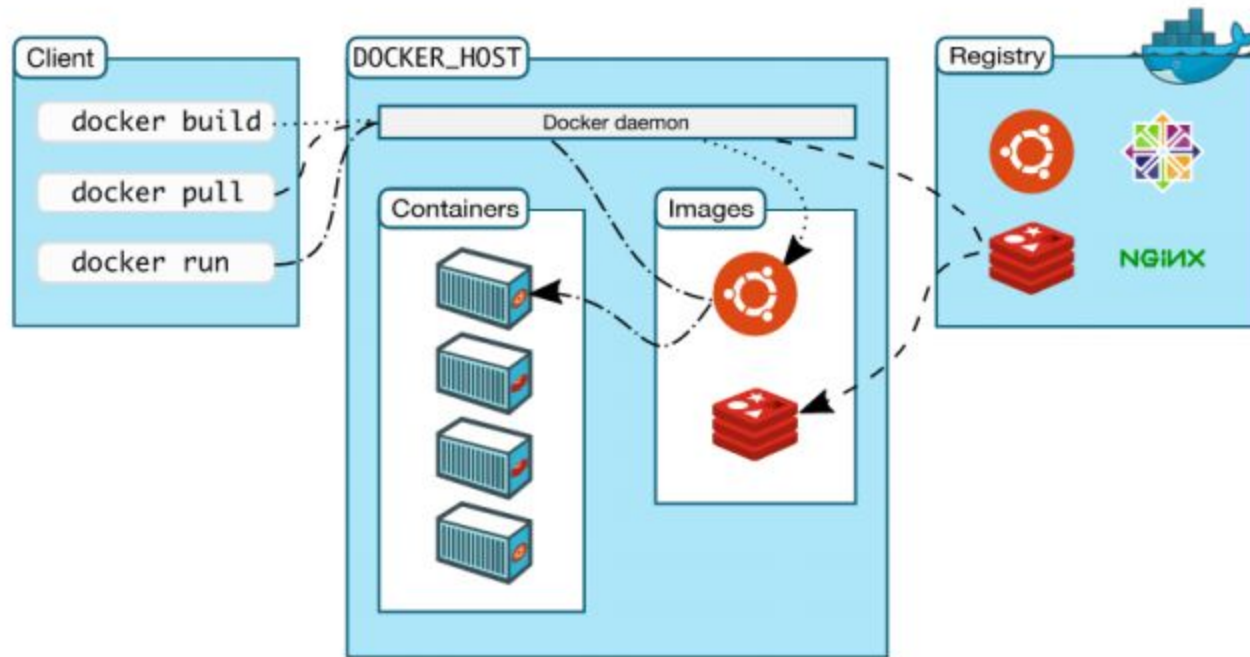 Client
docker build
docker pull
docker run
DOCKER_HOST
Docker daemon
Containers
Images
Registry
NGINX